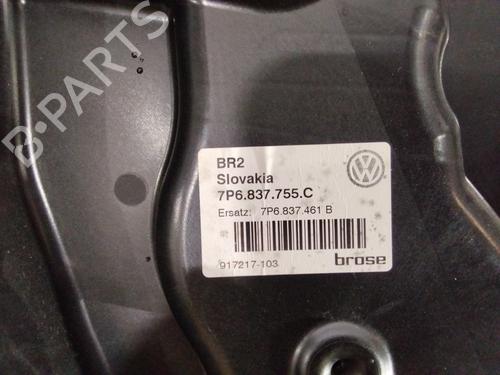 B-PARTS
BR2
Slovakia
7P6.837.755.C
Ersatz: 7P6.837.461 B
917217-103
brose